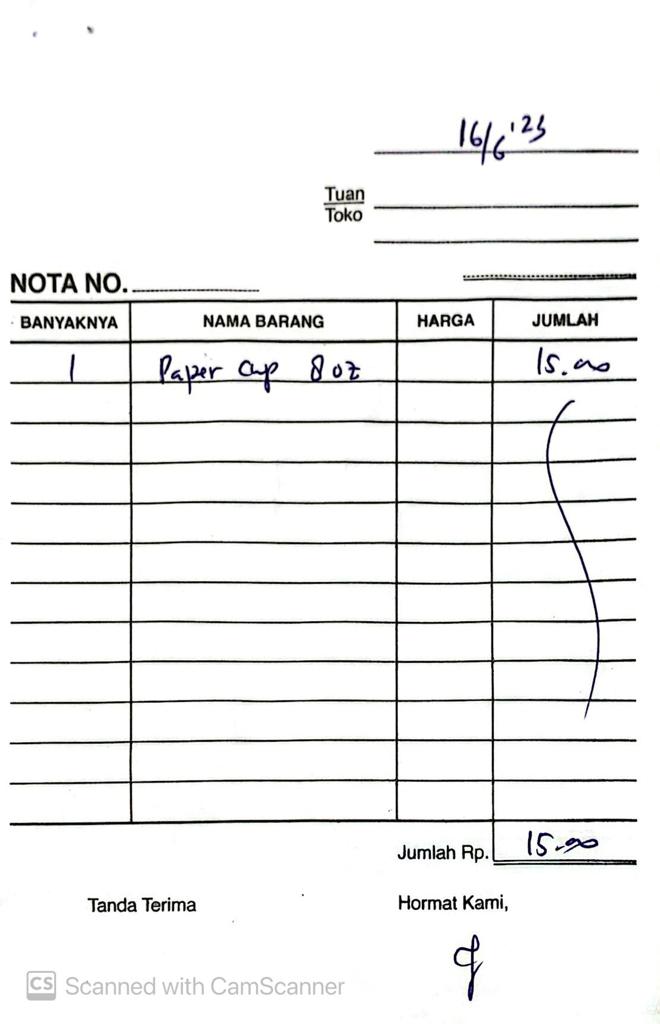 16/6 '23
Tuan
Toko
NOTA NO.
BANYAKNYA NAMA BARANG HARGA JUMLAH
1 Paper cup 8 oz 15.000
Jumlah Rp. 15.000
Tanda Terima Hormat Kami,
CS Scanned with CamScanner